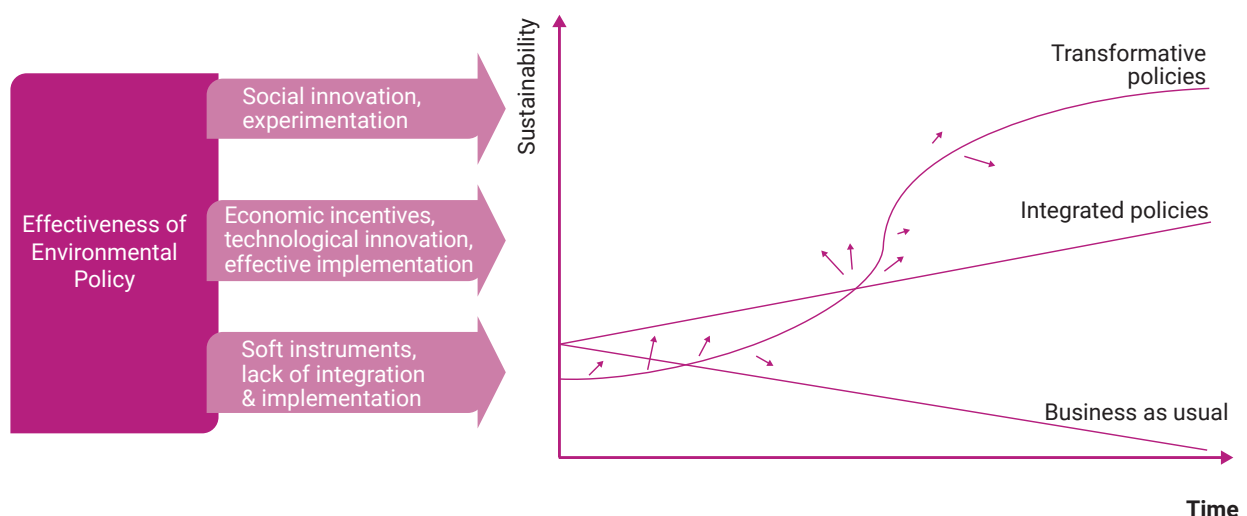 Effectiveness of
Environmental
Policy
Social innovation,
experimentation
Economic incentives,
technological innovation,
effective implementation
Soft instruments,
lack of integration
& implementation
Sustainability
Transformative
policies
Integrated policies
Business as usual
Time